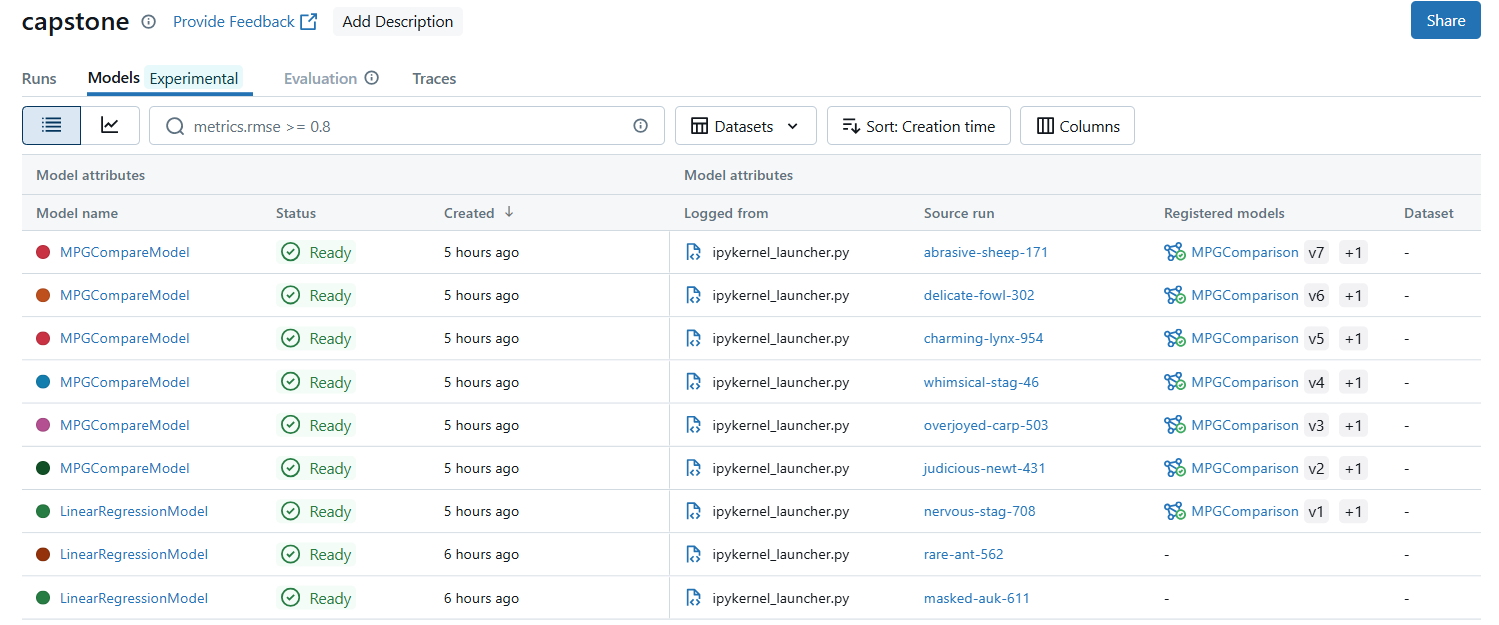 capstone Provide Feedback Add Description Share
Runs Models Experimental Evaluation Traces
metrics.rmse >= 0.8 Datasets Sort: Creation time Columns
Model attributes Model attributes
Model name Status Created Logged from Source run Registered models Dataset
MPGCompareModel Ready 5 hours ago ipykernel_launcher.py abrasive-sheep-171 MPGComparison v7 +1 -
MPGCompareModel Ready 5 hours ago ipykernel_launcher.py delicate-fowl-302 MPGComparison v6 +1 -
MPGCompareModel Ready 5 hours ago ipykernel_launcher.py charming-lynx-954 MPGComparison v5 +1 -
MPGCompareModel Ready 5 hours ago ipykernel_launcher.py whimsical-stag-46 MPGComparison v4 +1 -
MPGCompareModel Ready 5 hours ago ipykernel_launcher.py overjoyed-carp-503 MPGComparison v3 +1 -
MPGCompareModel Ready 5 hours ago ipykernel_launcher.py judicious-newt-431 MPGComparison v2 +1 -
LinearRegressionModel Ready 5 hours ago ipykernel_launcher.py nervous-stag-708 MPGComparison v1 +1 -
LinearRegressionModel Ready 6 hours ago ipykernel_launcher.py rare-ant-562 - -
LinearRegressionModel Ready 6 hours ago ipykernel_launcher.py masked-auk-611 - -